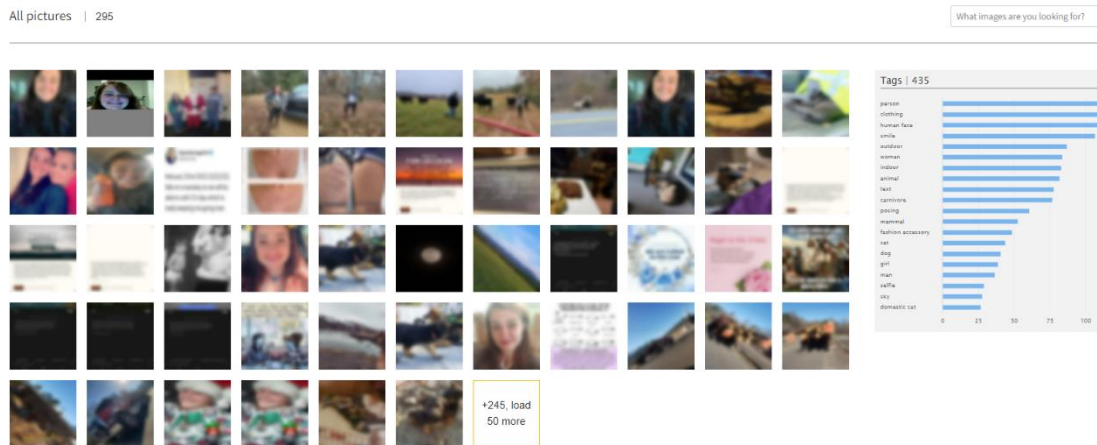 All pictures | 295
What images are you looking for?
Tags | 435
person
clothing
human face
smile
outdoor
woman
indoor
animal
text
carnivore
posing
mammal
fashion accessory
cat
dog
girl
man
selfie
sky
domestic cat
0 25 50 75 100
+245, load
50 more